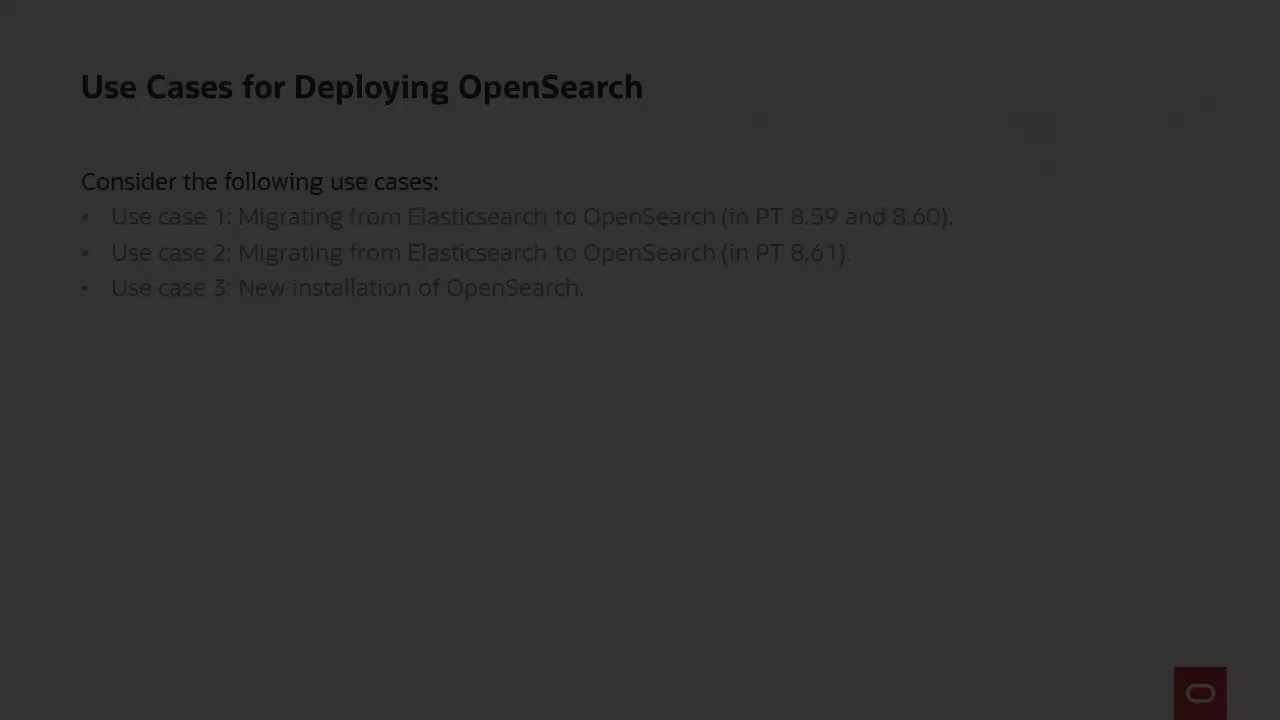 Use Cases for Deploying OpenSearch
Consider the following use cases:
• Use case 1: Migrating from Elasticsearch to OpenSearch (in PT 8.59 and 8.60).
• Use case 2: Migrating from Elasticsearch to OpenSearch (in PT 8.61).
• Use case 3: New installation of OpenSearch.